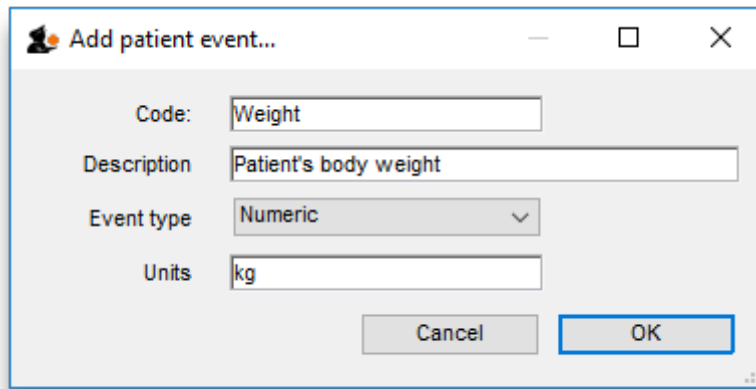 Add patient event...
Code: Weight
Description Patient's body weight
Event type Numeric
Units kg
Cancel OK